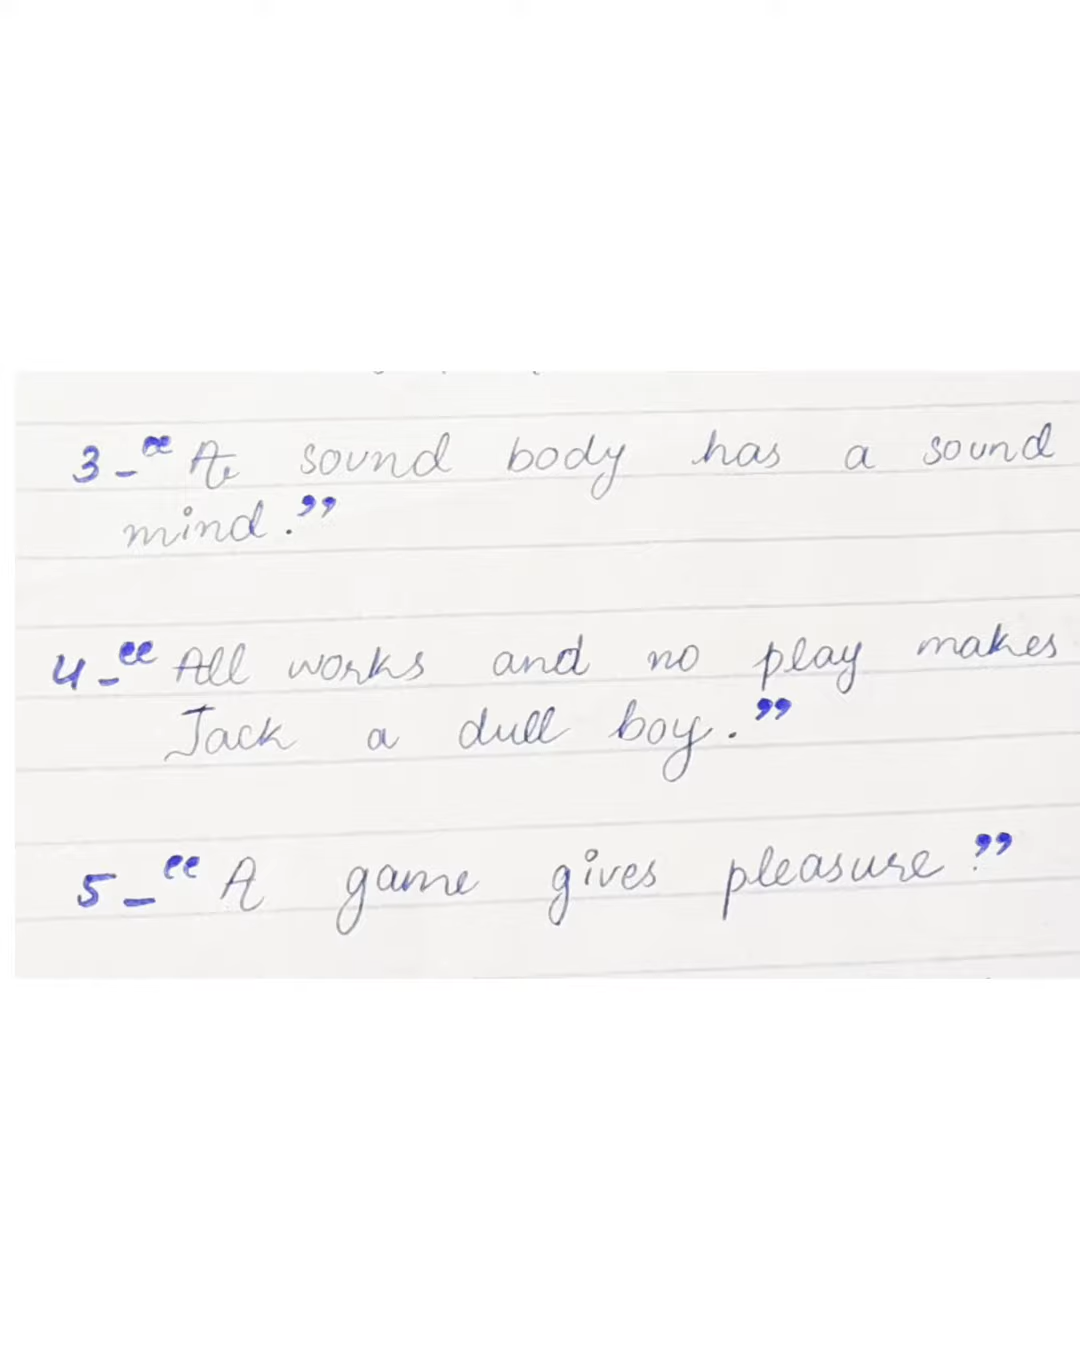 3-“A sound body has a sound
mind.”
4-“All works and no play makes
Jack a dull boy.”
5-“A game gives pleasure.”